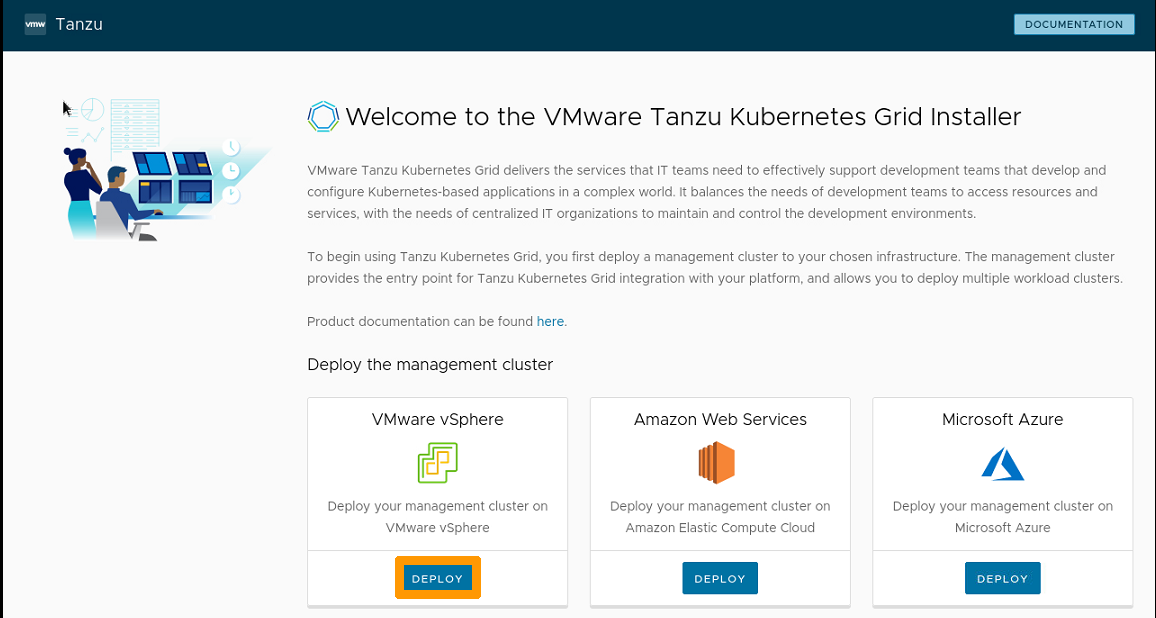 vmw Tanzu
DOCUMENTATION
Welcome to the VMware Tanzu Kubernetes Grid Installer
VMware Tanzu Kubernetes Grid delivers the services that IT teams need to effectively support development teams that develop and
configure Kubernetes-based applications in a complex world. It balances the needs of development teams to access resources and
services, with the needs of centralized IT organizations to maintain and control the development environments.
To begin using Tanzu Kubernetes Grid, you first deploy a management cluster to your chosen infrastructure. The management cluster
provides the entry point for Tanzu Kubernetes Grid integration with your platform, and allows you to deploy multiple workload clusters.
Product documentation can be found here.
Deploy the management cluster
VMware vSphere
Deploy your management cluster on
VMware vSphere
DEPLOY
Amazon Web Services
Deploy your management cluster on
Amazon Elastic Compute Cloud
DEPLOY
Microsoft Azure
Deploy your management cluster on
Microsoft Azure
DEPLOY